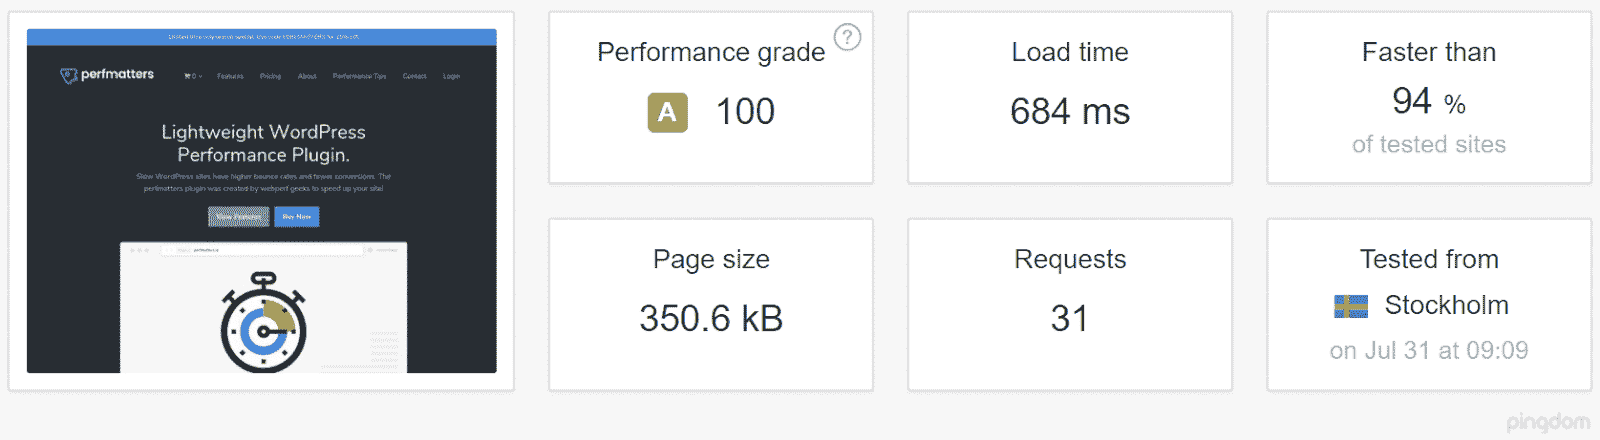 perfmatters
0
Features
Pricing
About
Performance Tips
Contact
Login
Lightweight WordPress
Performance Plugin.
Slow WordPress sites have higher bounce rates and fewer conversions. The
perfmatters plugin was created by webperf geeks to speed up your site!
View Features
Buy Now
Performance grade
?
A 100
Load time
684 ms
Faster than
94 %
of tested sites
Page size
350.6 kB
Requests
31
Tested from
Stockholm
on Jul 31 at 09:09
pingdom